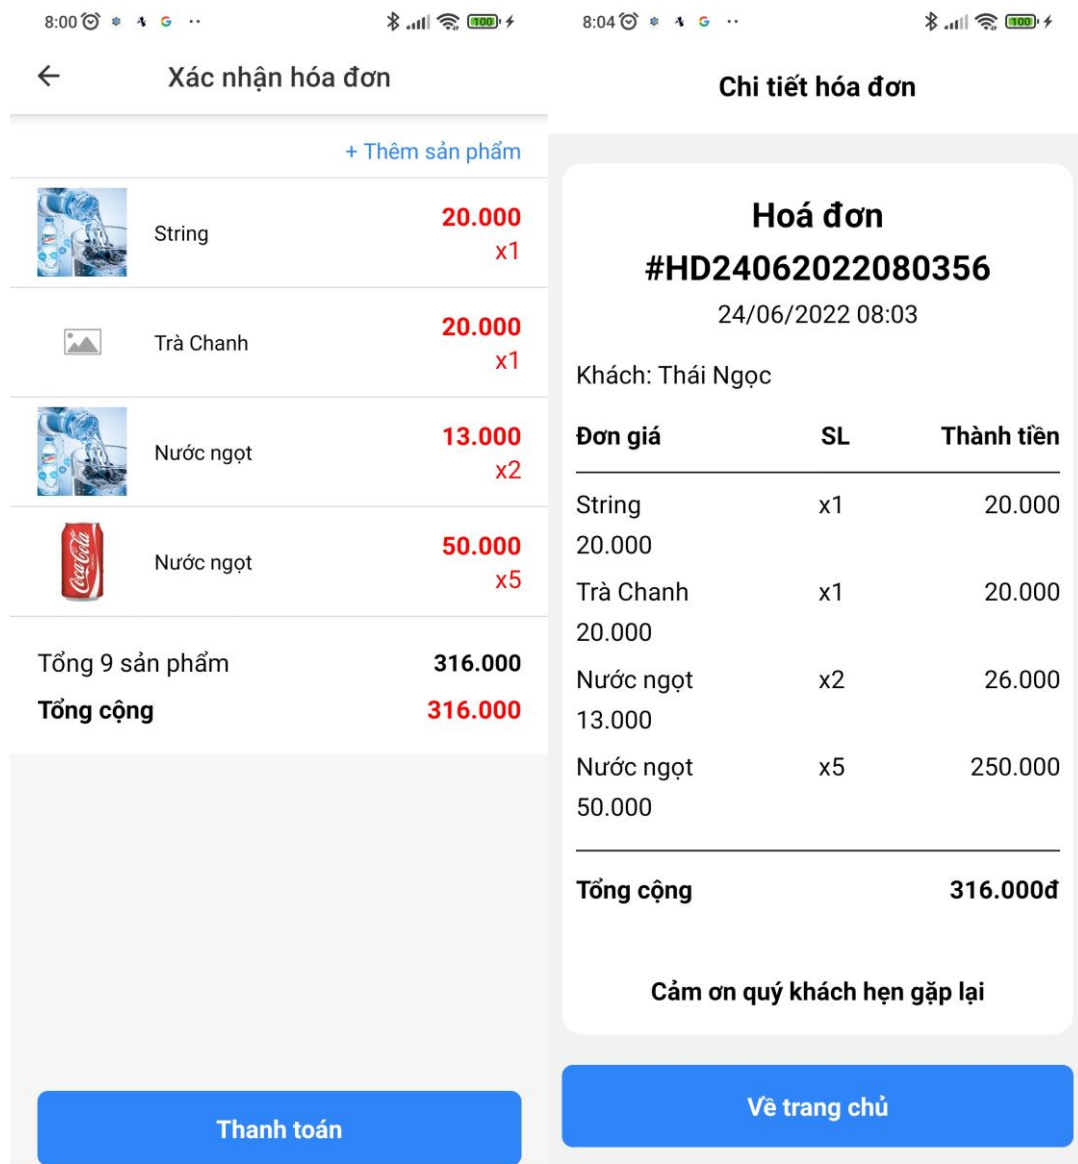 8:00
100
Xác nhận hóa đơn
+ Thêm sản phẩm
String
20.000
x1
Trà Chanh
20.000
x1
Nước ngọt
13.000
x2
Coca-Cola
Nước ngọt
50.000
x5
Tổng 9 sản phẩm
316.000
Tổng cộng
316.000
Thanh toán
8:04
100
Chi tiết hóa đơn
Hoá đơn
#HD24062022080356
24/06/2022 08:03
Khách: Thái Ngọc
Đơn giá SL Thành tiền
String x1 20.000
20.000
Trà Chanh x1 20.000
20.000
Nước ngọt x2 26.000
13.000
Nước ngọt x5 250.000
50.000
Tổng cộng 316.000đ
Cảm ơn quý khách hẹn gặp lại
Về trang chủ